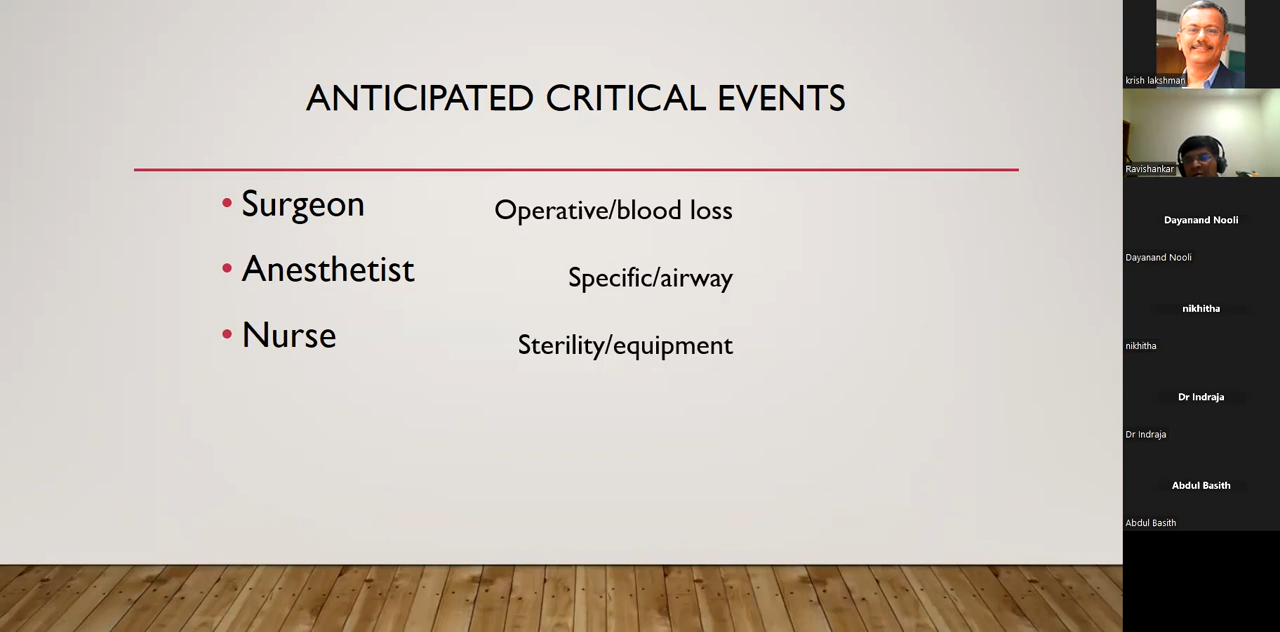 ANTICIPATED CRITICAL EVENTS
• Surgeon Operative/blood loss
• Anesthetist Specific/airway
• Nurse Sterility/equipment
krish lakshman
Ravishankar
Dayanand Nooli
Dayanand Nooli
nikhitha
nikhitha
Dr Indraja
Dr Indraja
Abdul Basith
Abdul Basith